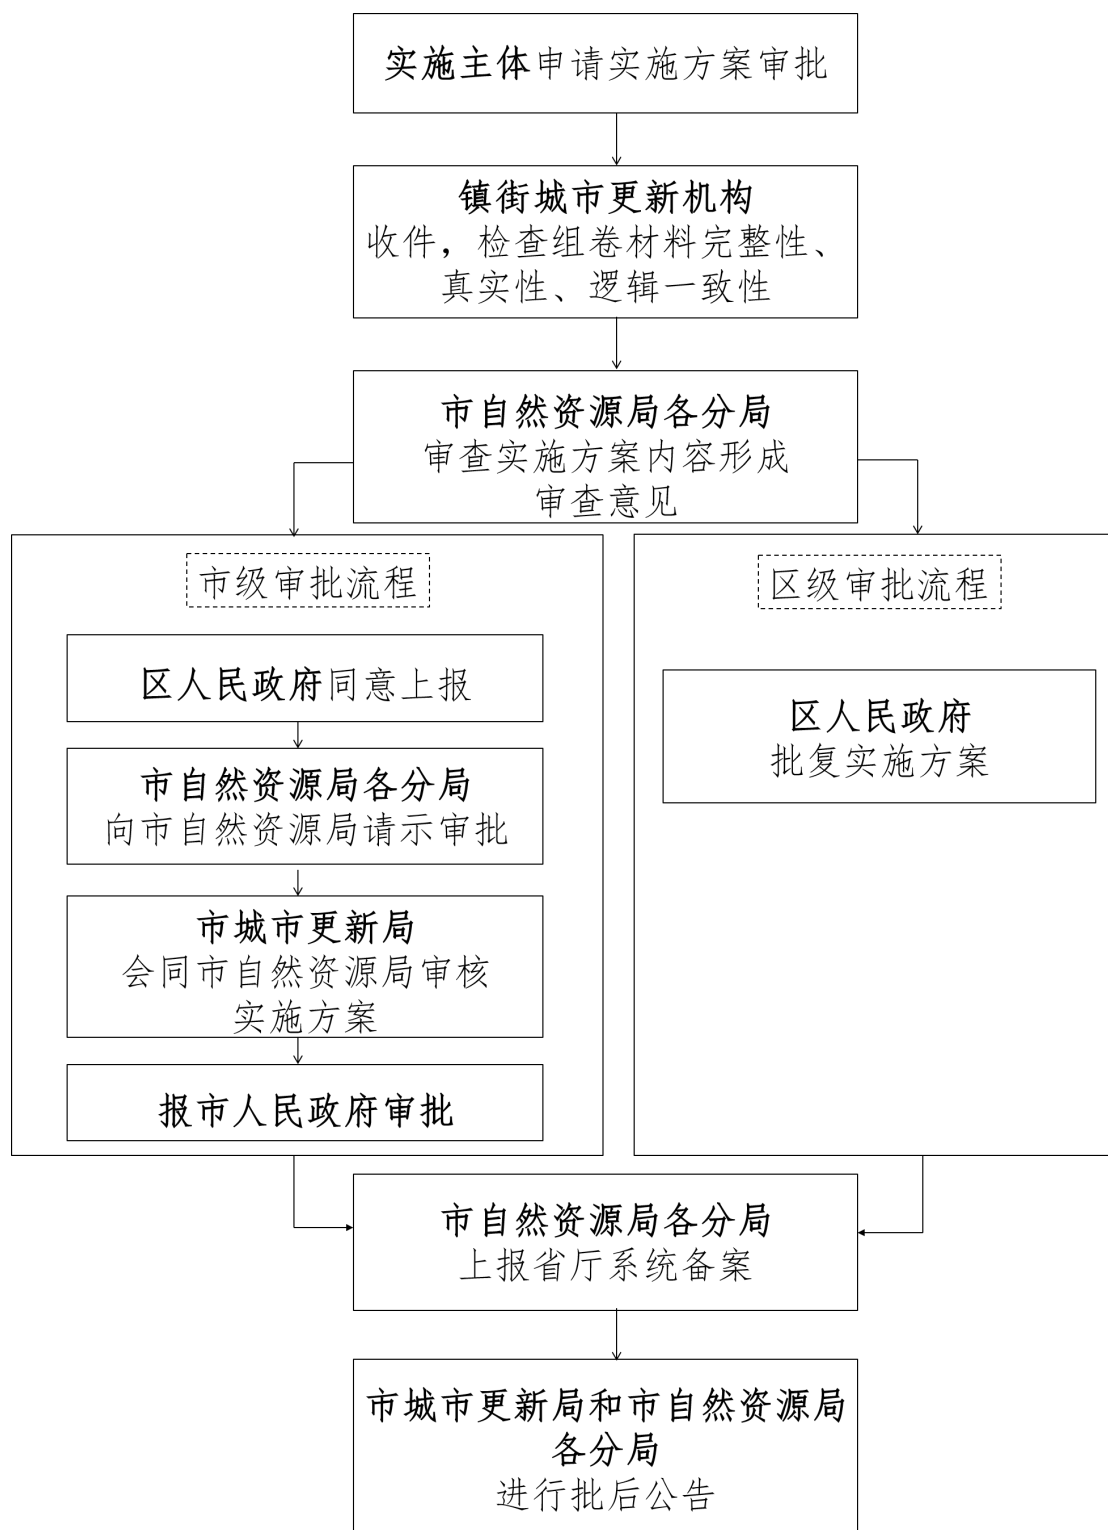 实施主体申请实施方案审批
镇街城市更新机构
收件，检查组卷材料完整性、
真实性、逻辑一致性
市自然资源局各分局
审查实施方案内容形成
审查意见
市级审批流程
区人民政府同意上报
市自然资源局各分局
向市自然资源局请示审批
市城市更新局
会同市自然资源局审核
实施方案
报市人民政府审批
区级审批流程
区人民政府
批复实施方案
市自然资源局各分局
上报省厅系统备案
市城市更新局和市自然资源局
各分局
进行批后公告